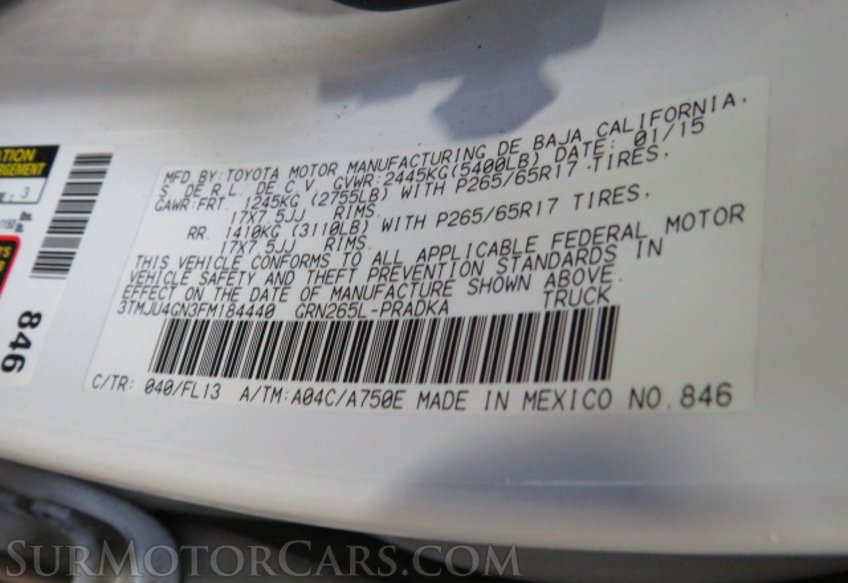 ATION
846
MFD BY:TOYOTA MOTOR MANUFACTURING DE BAJA CALIFORNIA,
S. DE R.L. DE C.V. GVWR:2445KG(5400LB) DATE: 01/15
GAWR:FRT. 1245KG (2755LB) WITH P265/65R17 TIRES,
17X7.5JJ RIMS.
RR. 1410KG (3110LB) WITH P265/65R17 TIRES,
17X7.5JJ RIMS.
THIS VEHICLE CONFORMS TO ALL APPLICABLE FEDERAL MOTOR
VEHICLE SAFETY AND THEFT PREVENTION STANDARDS IN
EFFECT ON THE DATE OF MANUFACTURE SHOWN ABOVE.
3TMJU4GN3FM184440 GRN265L-PRADKA TRUCK
C/TR: 040/FL13 A/TM:A04C/A750E MADE IN MEXICO NO.846
SURMOTORCARS.COM